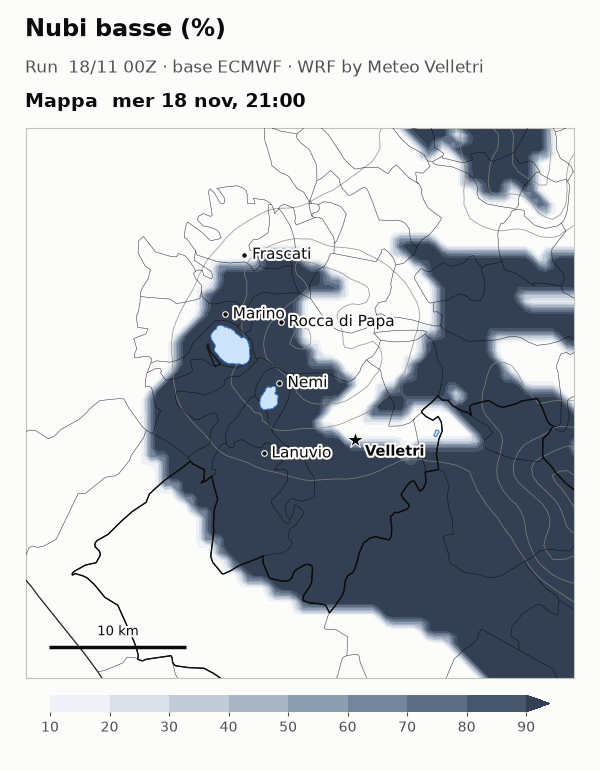 Nubi basse (%)
Run  18/11 00Z · base ECMWF · WRF by Meteo Velletri
Mappa  mer 18 nov, 21:00
Frascati
Marino
Rocca di Papa
Nemi
Velletri
Lanuvio
10 km
10 20 30 40 50 60 70 80 90